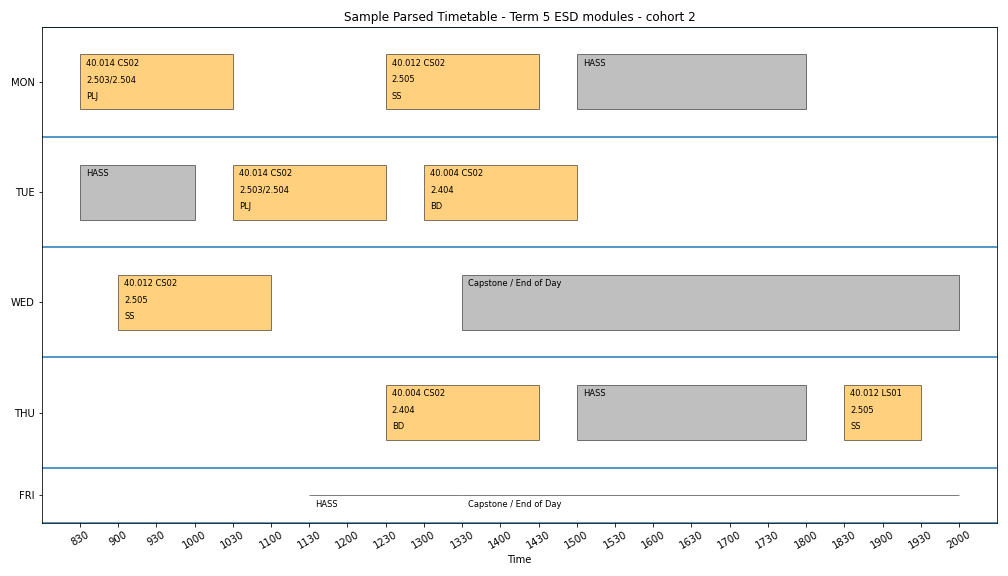 Sample Parsed Timetable - Term 5 ESD modules - cohort 2
MON
40.014 CS02
2.503/2.504
PLJ
40.012 CS02
2.505
SS
HASS
TUE
HASS
40.014 CS02
2.503/2.504
PLJ
40.004 CS02
2.404
BD
WED
40.012 CS02
2.505
SS
Capstone / End of Day
THU
40.004 CS02
2.404
BD
HASS
40.012 LS01
2.505
SS
FRI
HASS
Capstone / End of Day
830 900 930 1000 1030 1100 1130 1200 1230 1300 1330 1400 1430 1500 1530 1600 1630 1700 1730 1800 1830 1900 1930 2000
Time